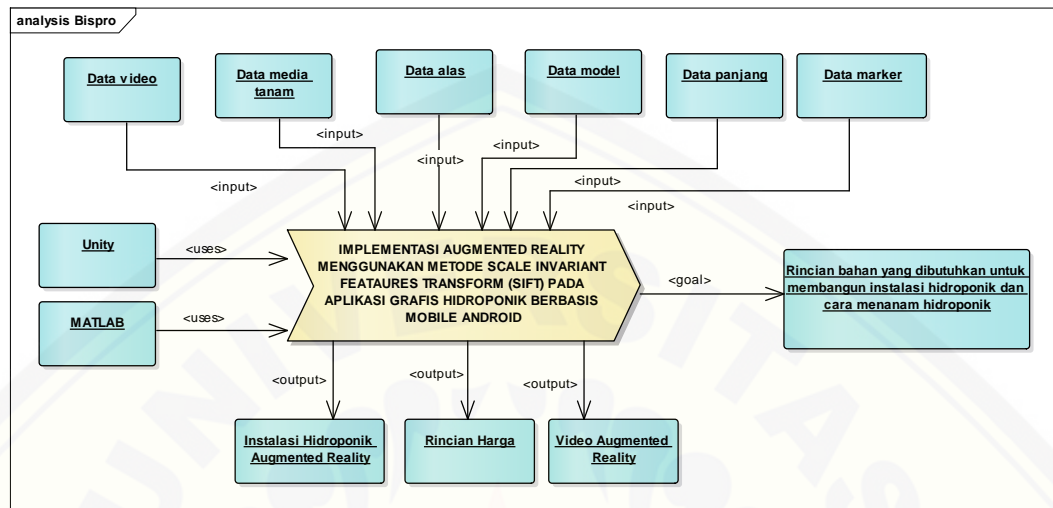 analysis Bispro
Data video
Data media
tanam
Data alas
Data model
Data panjang
Data marker
<input>
<input>
<input>
<input>
<input>
<input>
Unity
<uses>
MATLAB
<uses>
IMPLEMENTASI AUGMENTED REALITY
MENGGUNAKAN METODE SCALE INVARIANT
FEATAURES TRANSFORM (SIFT) PADA
APLIKASI GRAFIS HIDROPONIK BERBASIS
MOBILE ANDROID
<goal>
Rincian bahan yang dibutuhkan untuk
membangun instalasi hidroponik dan
cara menanam hidroponik
<output>
<output>
<output>
Instalasi Hidroponik
Augmented Reality
Rincian Harga
Video Augmented
Reality
UNIVERSITAS